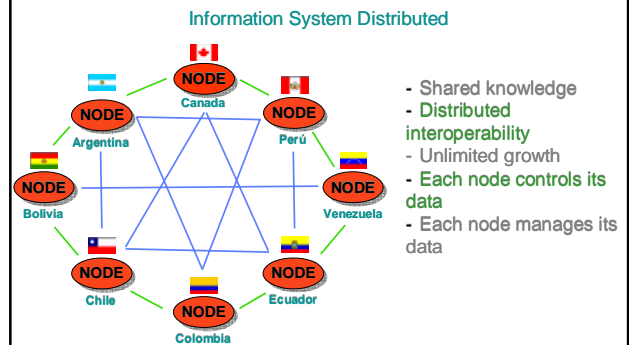 Information System Distributed
NODE
Canada
NODE
Argentina
NODE
Perú
NODE
Bolivia
NODE
Venezuela
NODE
Chile
NODE
Ecuador
NODE
Colombia
- Shared knowledge
- Distributed
interoperability
- Unlimited growth
- Each node controls its
data
- Each node manages its
data